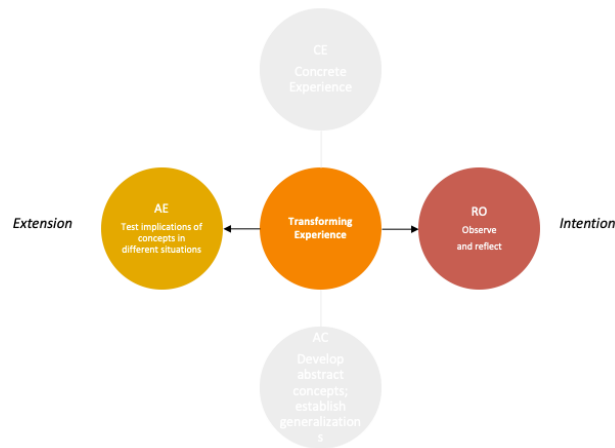 CE
Concrete
Experience
Extension
AE
Test implications of
concepts in
different situations
Transforming
Experience
RO
Observe
and reflect
Intention
AC
Develop
abstract
concepts;
establish
generalization
s